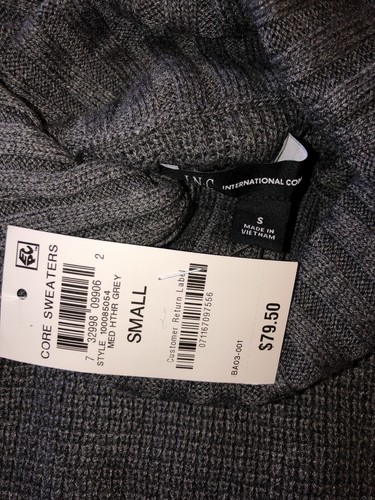 I.N.C.
INTERNATIONAL CON
S
MADE IN
VIETNAM
CORE SWEATERS
7 32998 09906 2
STYLE 100085054
MED HTHR GREY
SMALL
Customer Return Label
071167097556
BA03-001
$79.50